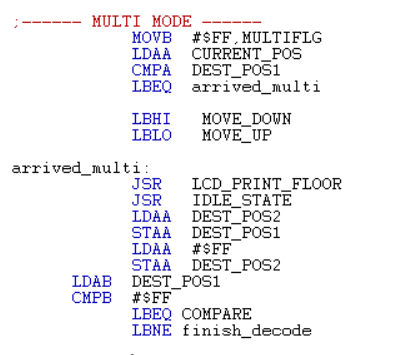 ;------ MULTI MODE ------
MOVB #$FF,MULTIFLG
LDAA CURRENT_POS
CMPA DEST_POS1
LBEQ arrived_multi
LBHI MOVE_DOWN
LBLO MOVE_UP
arrived_multi:
JSR LCD_PRINT_FLOOR
JSR IDLE_STATE
LDAA DEST_POS2
STAA DEST_POS1
LDAA #$FF
STAA DEST_POS2
LDAB DEST_POS1
CMPB #$FF
LBEQ COMPARE
LBNE finish_decode